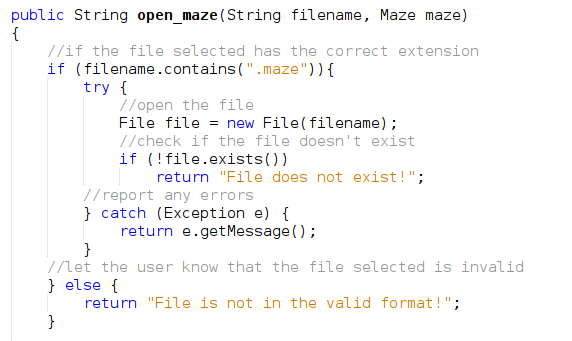 public String open_maze(String filename, Maze maze)
{
    //if the file selected has the correct extension
    if (filename.contains(".maze")){
        try {
            //open the file
            File file = new File(filename);
            //check if the file doesn't exist
            if (!file.exists())
                return "File does not exist!";
        //report any errors
        } catch (Exception e) {
            return e.getMessage();
        }
    //let the user know that the file selected is invalid
    } else {
        return "File is not in the valid format!";
    }